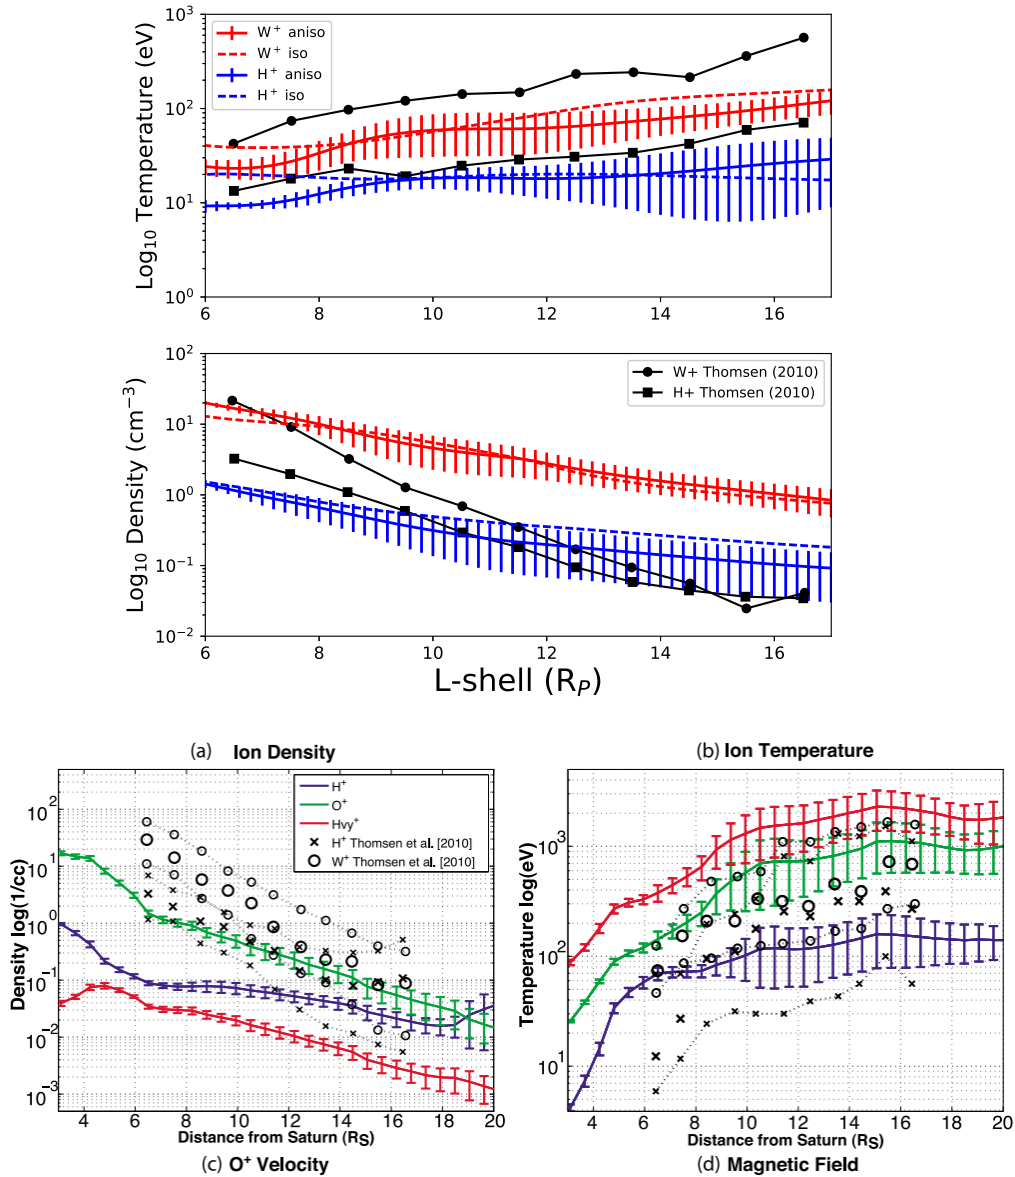 10³
10²
10¹
10⁰
Log₁₀ Temperature (eV)
W⁺ aniso
W⁺ iso
H⁺ aniso
H⁺ iso
6 8 10 12 14 16
10²
10¹
10⁰
10⁻¹
10⁻²
Log₁₀ Density (cm⁻³)
W+ Thomsen (2010)
H+ Thomsen (2010)
6 8 10 12 14 16
L-shell (R_P)
(a) Ion Density
10²
10¹
10⁰
10⁻¹
10⁻²
10⁻³
Density log(1/cc)
H⁺
O⁺
Hvy⁺
H⁺ Thomsen et al. [2010]
W⁺ Thomsen et al. [2010]
4 6 8 10 12 14 16 18 20
Distance from Saturn (RS)
(b) Ion Temperature
10³
10²
10¹
Temperature log(eV)
4 6 8 10 12 14 16 18 20
Distance from Saturn (RS)
(c) O⁺ Velocity
(d) Magnetic Field